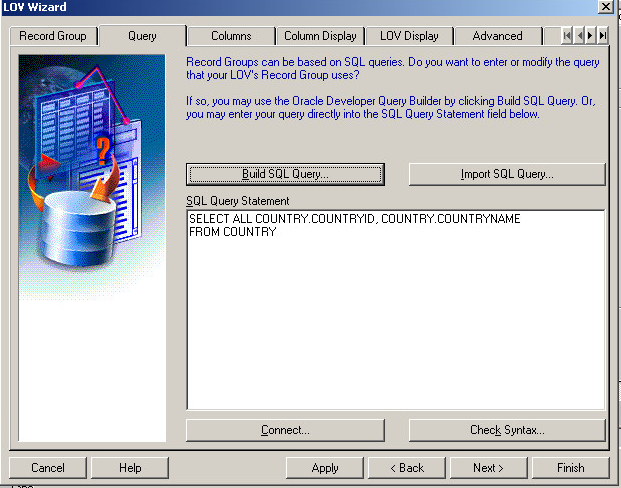 LOV Wizard
Record Group
Query
Columns
Column Display
LOV Display
Advanced
Record Groups can be based on SQL queries. Do you want to enter or modify the query
that your LOV's Record Group uses?
If so, you may use the Oracle Developer Query Builder by clicking Build SQL Query. Or,
you may enter your query directly into the SQL Query Statement field below.
Build SQL Query...
Import SQL Query...
SQL Query Statement
SELECT ALL COUNTRY.COUNTRYID, COUNTRY.COUNTRYNAME
FROM COUNTRY
Connect...
Check Syntax...
Cancel
Help
Apply
< Back
Next >
Finish